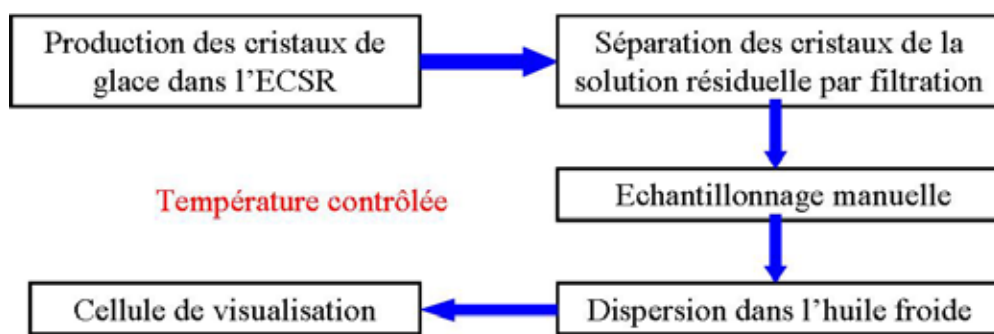 Production des cristaux de
glace dans l'ECSR
Séparation des cristaux de la
solution résiduelle par filtration
Echantillonnage manuelle
Température contrôlée
Dispersion dans l'huile froide
Cellule de visualisation